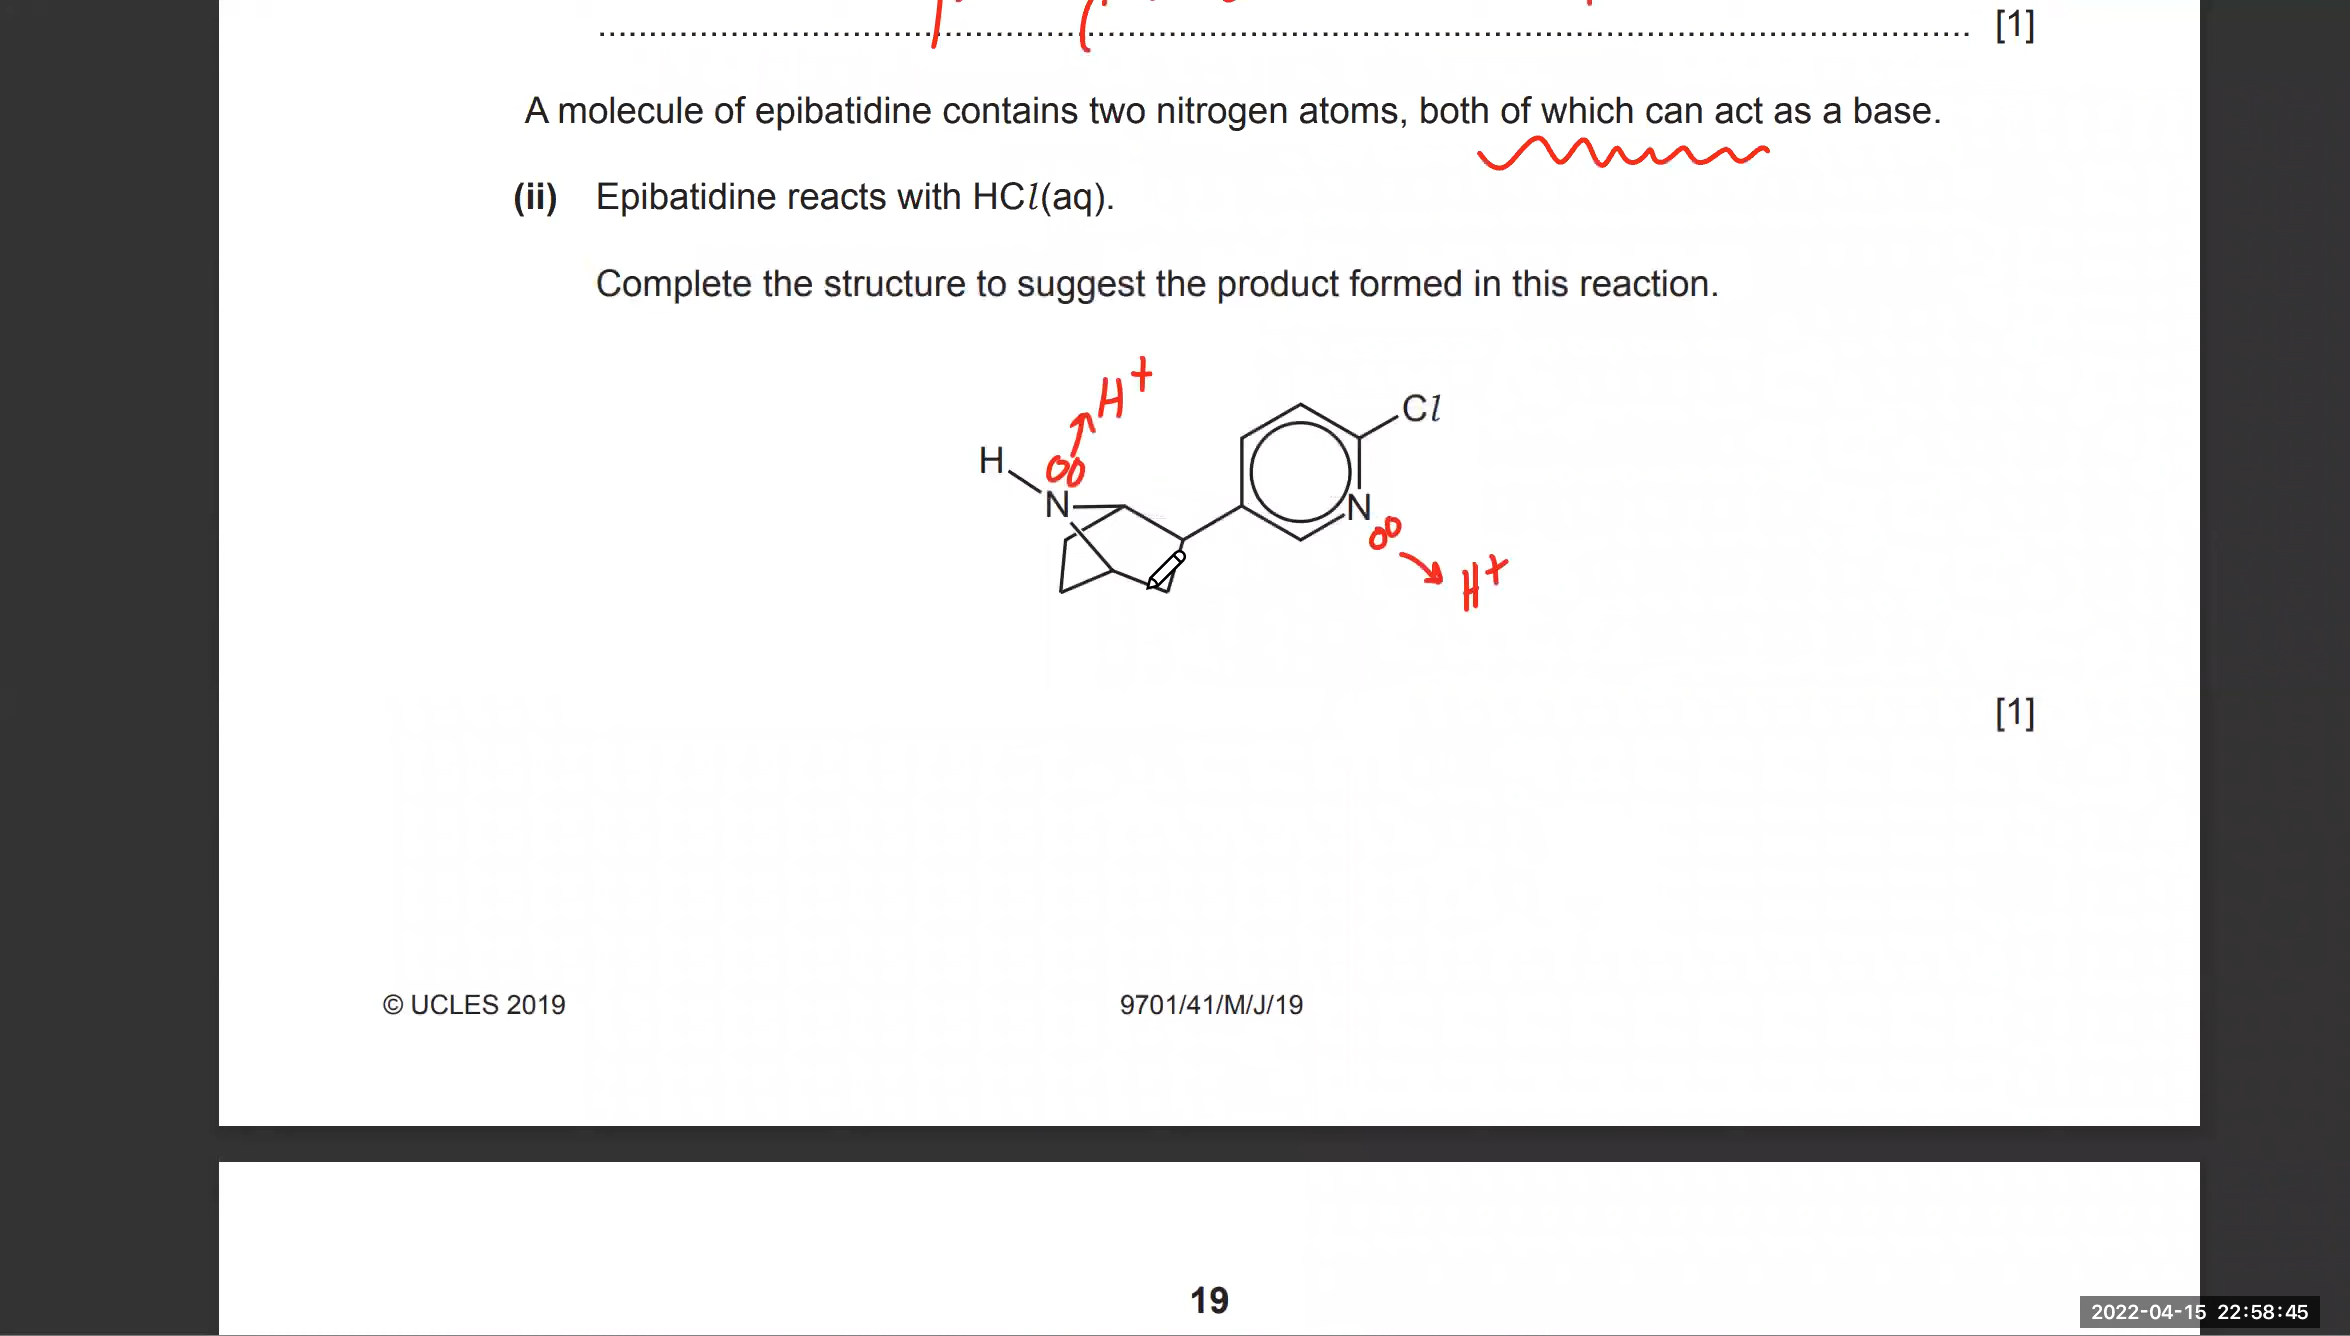 [1]
A molecule of epibatidine contains two nitrogen atoms, both of which can act as a base.
(ii) Epibatidine reacts with HCl(aq).
Complete the structure to suggest the product formed in this reaction.
H+
Cl
H
N
N
H+
[1]
© UCLES 2019 9701/41/M/J/19
19
2022-04-15 22:58:45